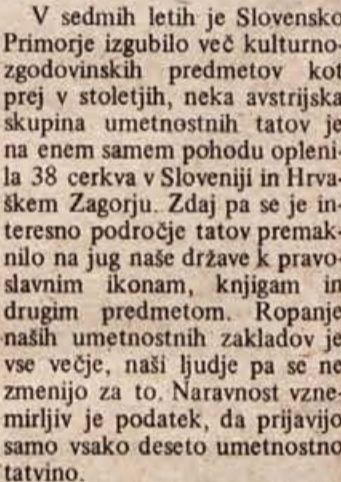 V sedmih letih je Slovensko
Primorje izgubilo več kulturno-
zgodovinskih predmetov kot
prej v stoletjih, neka avstrijska
skupina umetnostnih tatov je
na enem samem pohodu opleni-
la 38 cerkva v Sloveniji in Hrva-
škem Zagorju. Zdaj pa se je in-
teresno področje tatov premak-
nilo na jug naše države k pravo-
slavnim ikonam, knjigam in
drugim predmetom. Ropanje
naših umetnostnih zakladov je
vse večje, naši ljudje pa se ne
zmenijo za to. Naravnost vzne-
mirljiv je podatek, da prijavijo
samo vsako deseto umetnostno
tatvino.